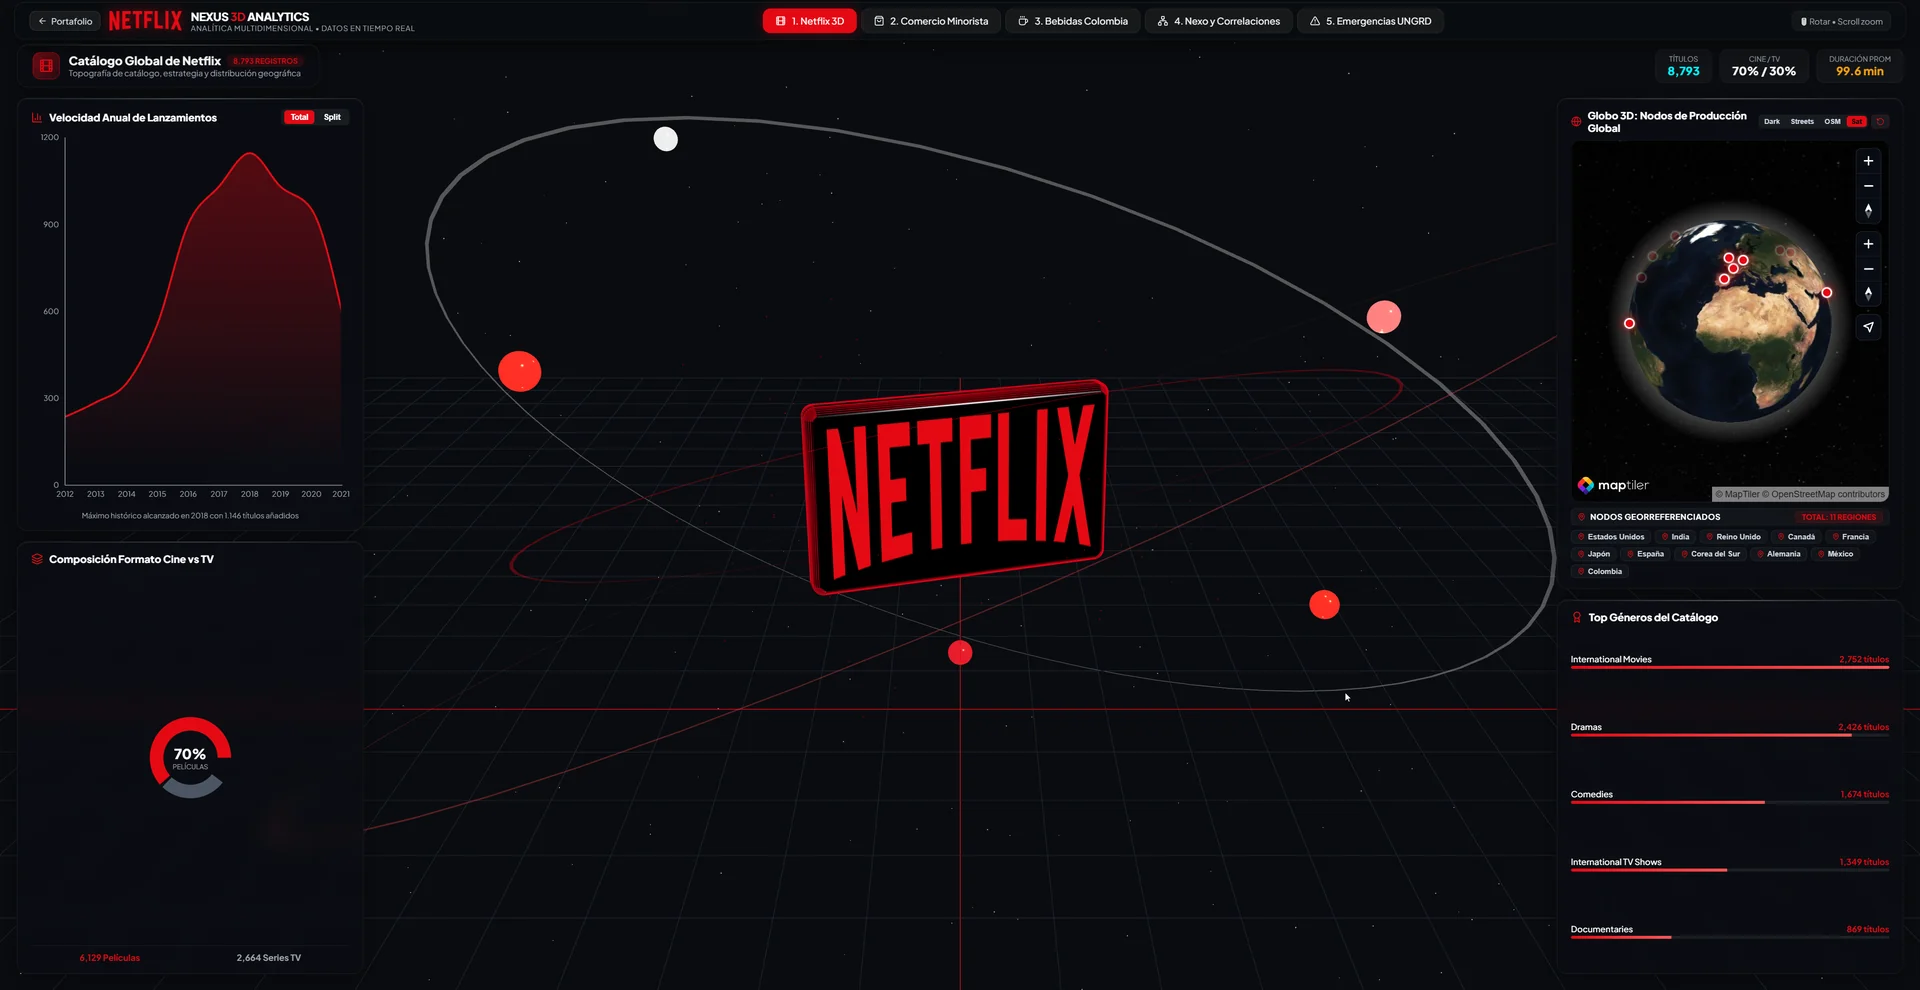 ← Portafolio
NETFLIX
NEXUS 3D ANALYTICS
ANALÍTICA MULTIDIMENSIONAL • DATOS EN TIEMPO REAL
1. Netflix 3D
2. Comercio Minorista
3. Bebidas Colombia
4. Nexo y Correlaciones
5. Emergencias UNGRD
Rotar • Scroll zoom
Catálogo Global de Netflix
8,793 REGISTROS
Topografía de catálogo, estrategia y distribución geográfica
TÍTULOS
8,793
CINE / TV
70% / 30%
DURACIÓN PROM
99.6 min
Velocidad Anual de Lanzamientos
Total
Split
1200
900
600
300
0
2012 2013 2014 2015 2016 2017 2018 2019 2020 2021
Máximo histórico alcanzado en 2018 con 1.146 títulos añadidos
Composición Formato Cine vs TV
70%
PELÍCULAS
6,129 Películas
2,664 Series TV
NETFLIX
Globo 3D: Nodos de Producción
Global
Dark
Streets
OSM
Sat
maptiler
© MapTiler © OpenStreetMap contributors
NODOS GEORREFERENCIADOS
TOTAL: 11 REGIONES
Estados Unidos
India
Reino Unido
Canadá
Francia
Japón
España
Corea del Sur
Alemania
México
Colombia
Top Géneros del Catálogo
International Movies
2,752 títulos
Dramas
2,426 títulos
Comedies
1,674 títulos
International TV Shows
1,349 títulos
Documentaries
869 títulos